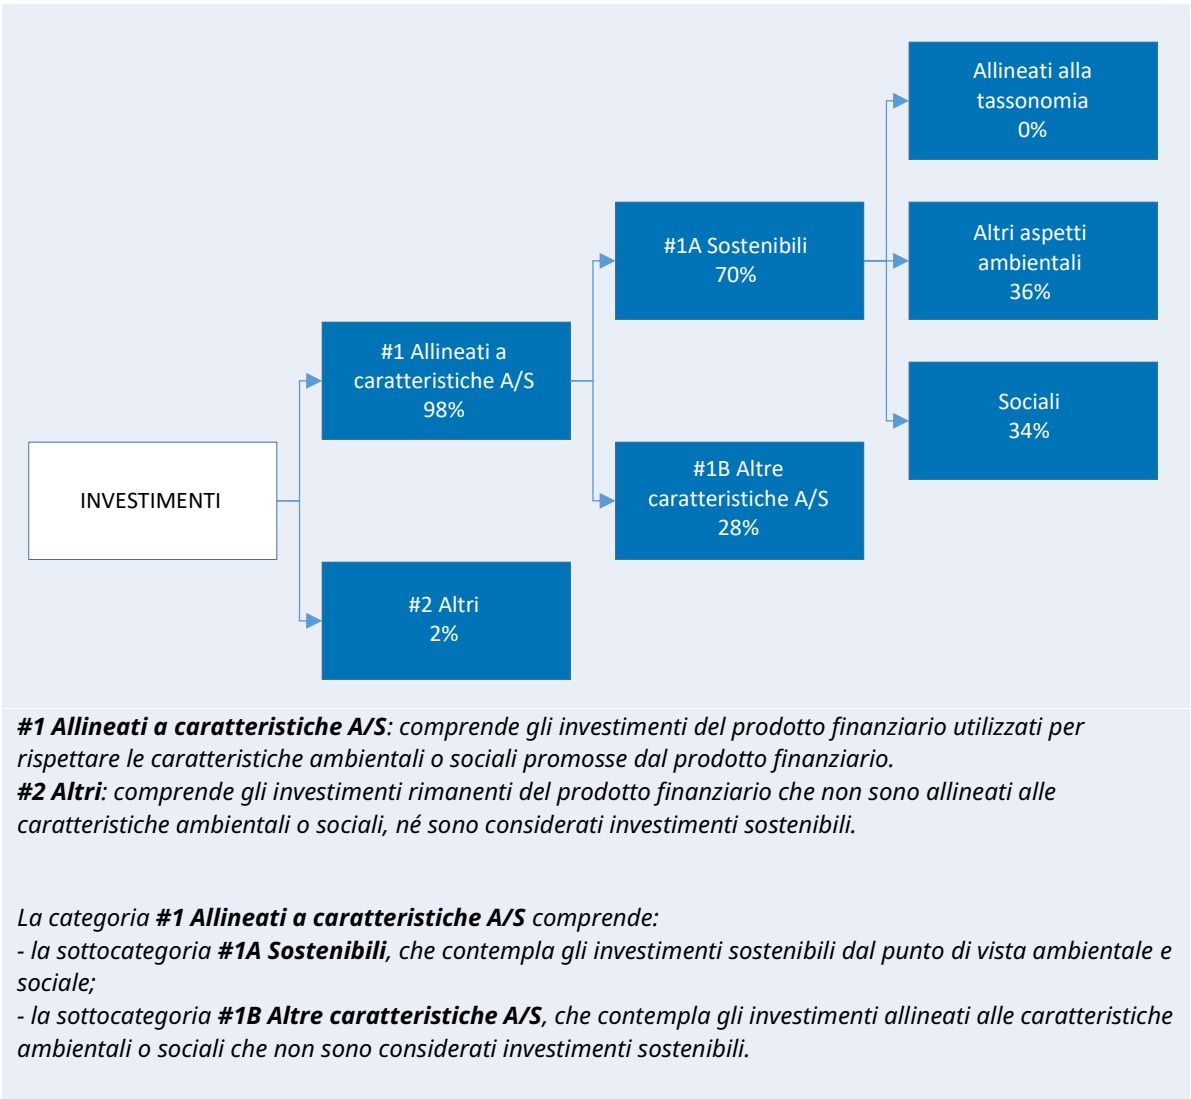 Allineati alla
tassonomia
0%
#1A Sostenibili
70%
Altri aspetti
ambientali
36%
#1 Allineati a
caratteristiche A/S
98%
Sociali
34%
INVESTIMENTI
#1B Altre
caratteristiche A/S
28%
#2 Altri
2%
#1 Allineati a caratteristiche A/S: comprende gli investimenti del prodotto finanziario utilizzati per
rispettare le caratteristiche ambientali o sociali promosse dal prodotto finanziario.
#2 Altri: comprende gli investimenti rimanenti del prodotto finanziario che non sono allineati alle
caratteristiche ambientali o sociali, né sono considerati investimenti sostenibili.
La categoria #1 Allineati a caratteristiche A/S comprende:
- la sottocategoria #1A Sostenibili, che contempla gli investimenti sostenibili dal punto di vista ambientale e
sociale;
- la sottocategoria #1B Altre caratteristiche A/S, che contempla gli investimenti allineati alle caratteristiche
ambientali o sociali che non sono considerati investimenti sostenibili.